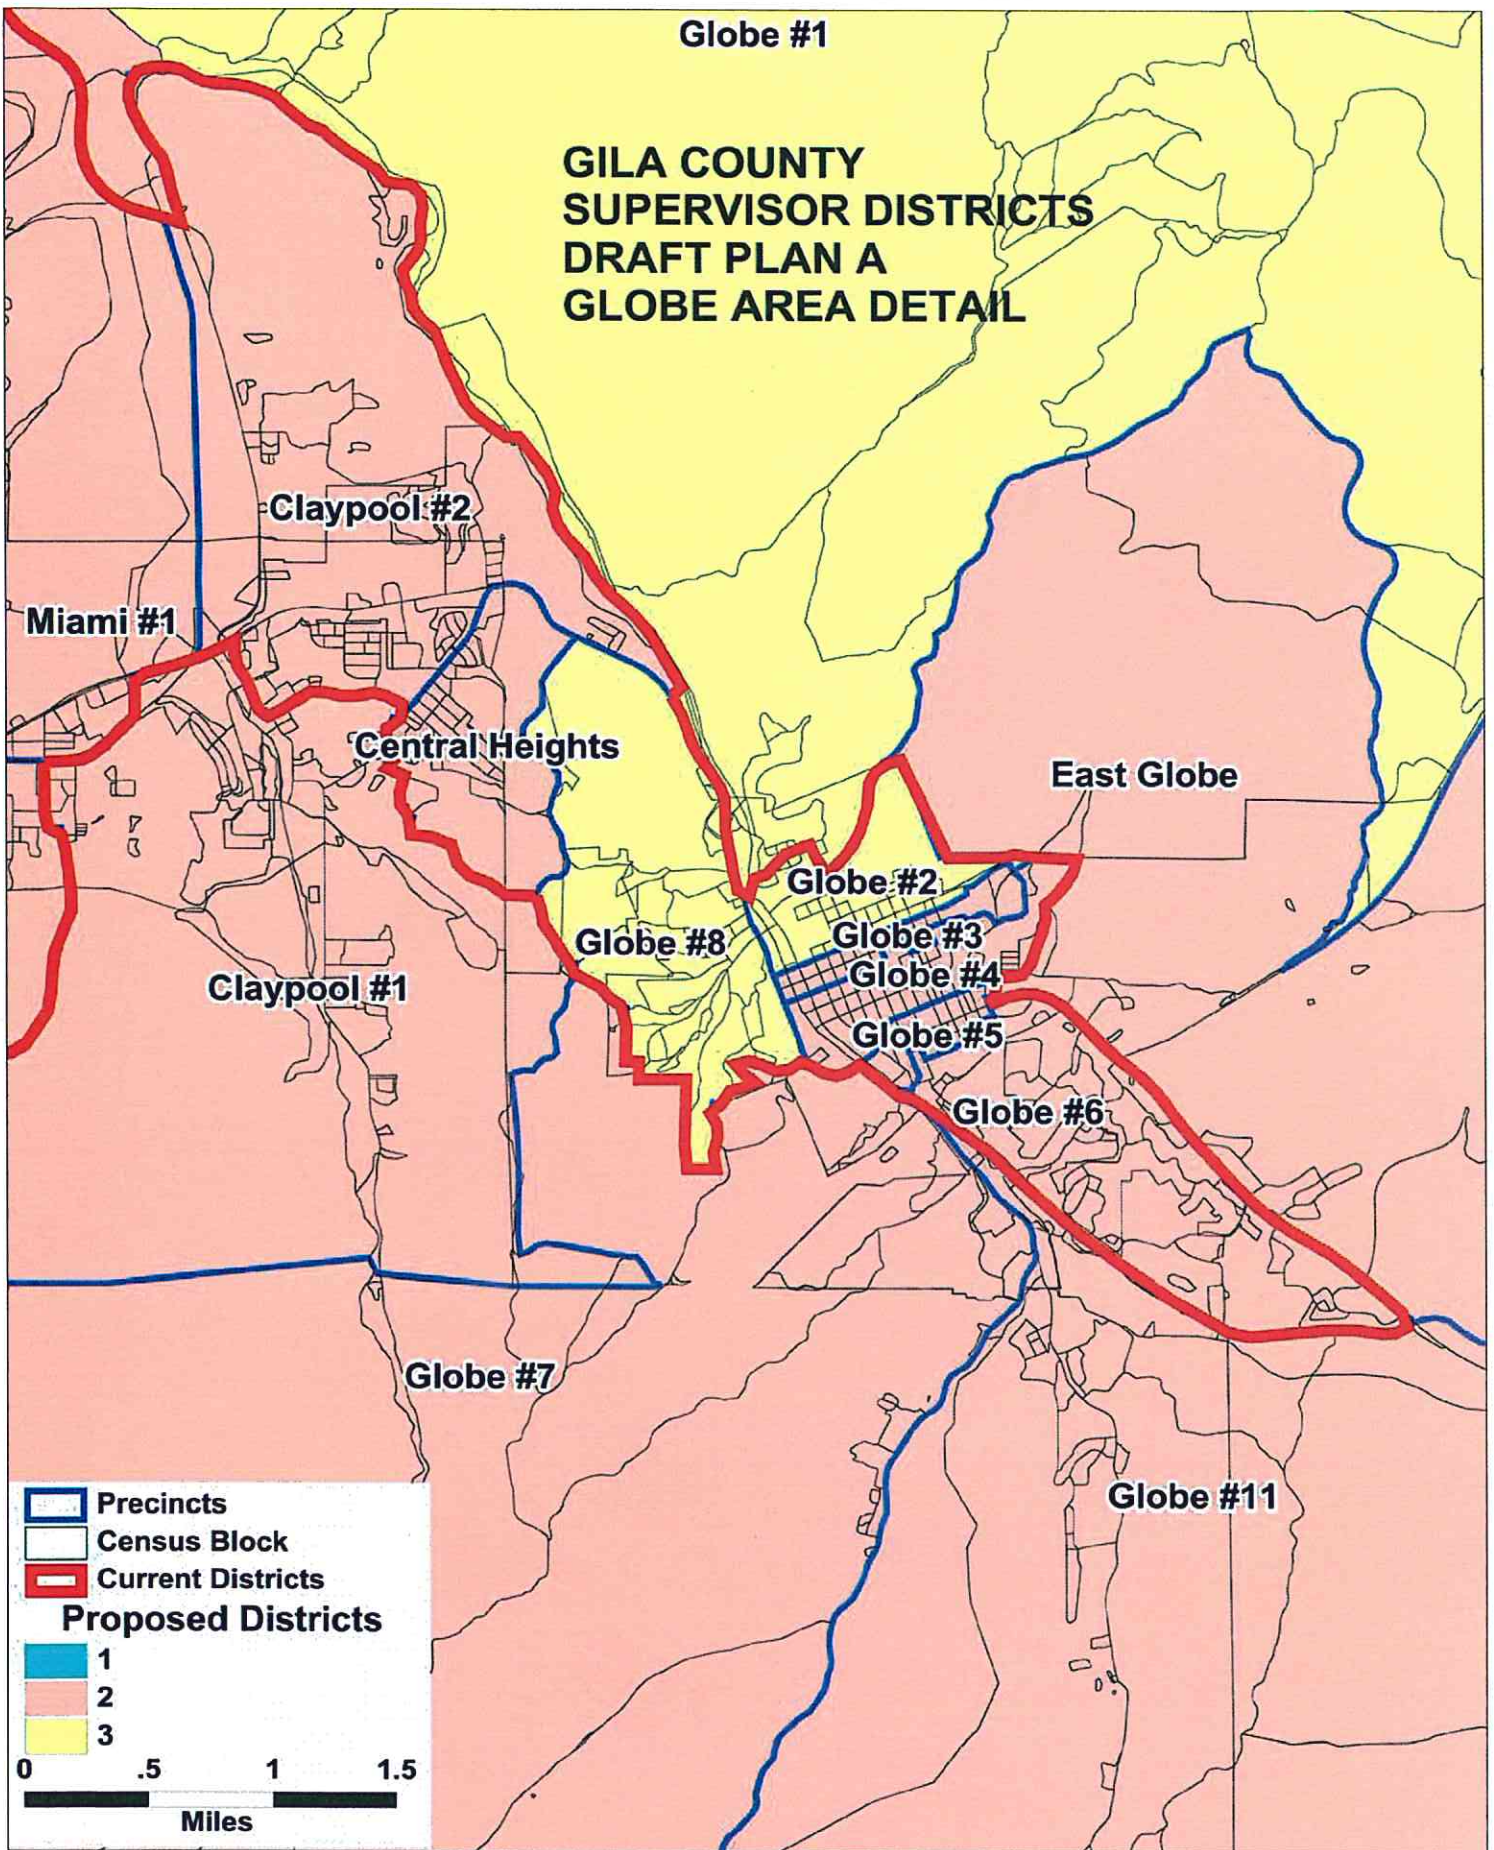 Globe #1
GILA COUNTY
SUPERVISOR DISTRICTS
DRAFT PLAN A
GLOBE AREA DETAIL
Claypool #2
Miami #1
Central Heights
East Globe
Globe #2
Globe #3
Globe #8
Globe #4
Claypool #1
Globe #5
Globe #6
Globe #7
Globe #11
Precincts
Census Block
Current Districts
Proposed Districts
1
2
3
0 .5 1 1.5
Miles